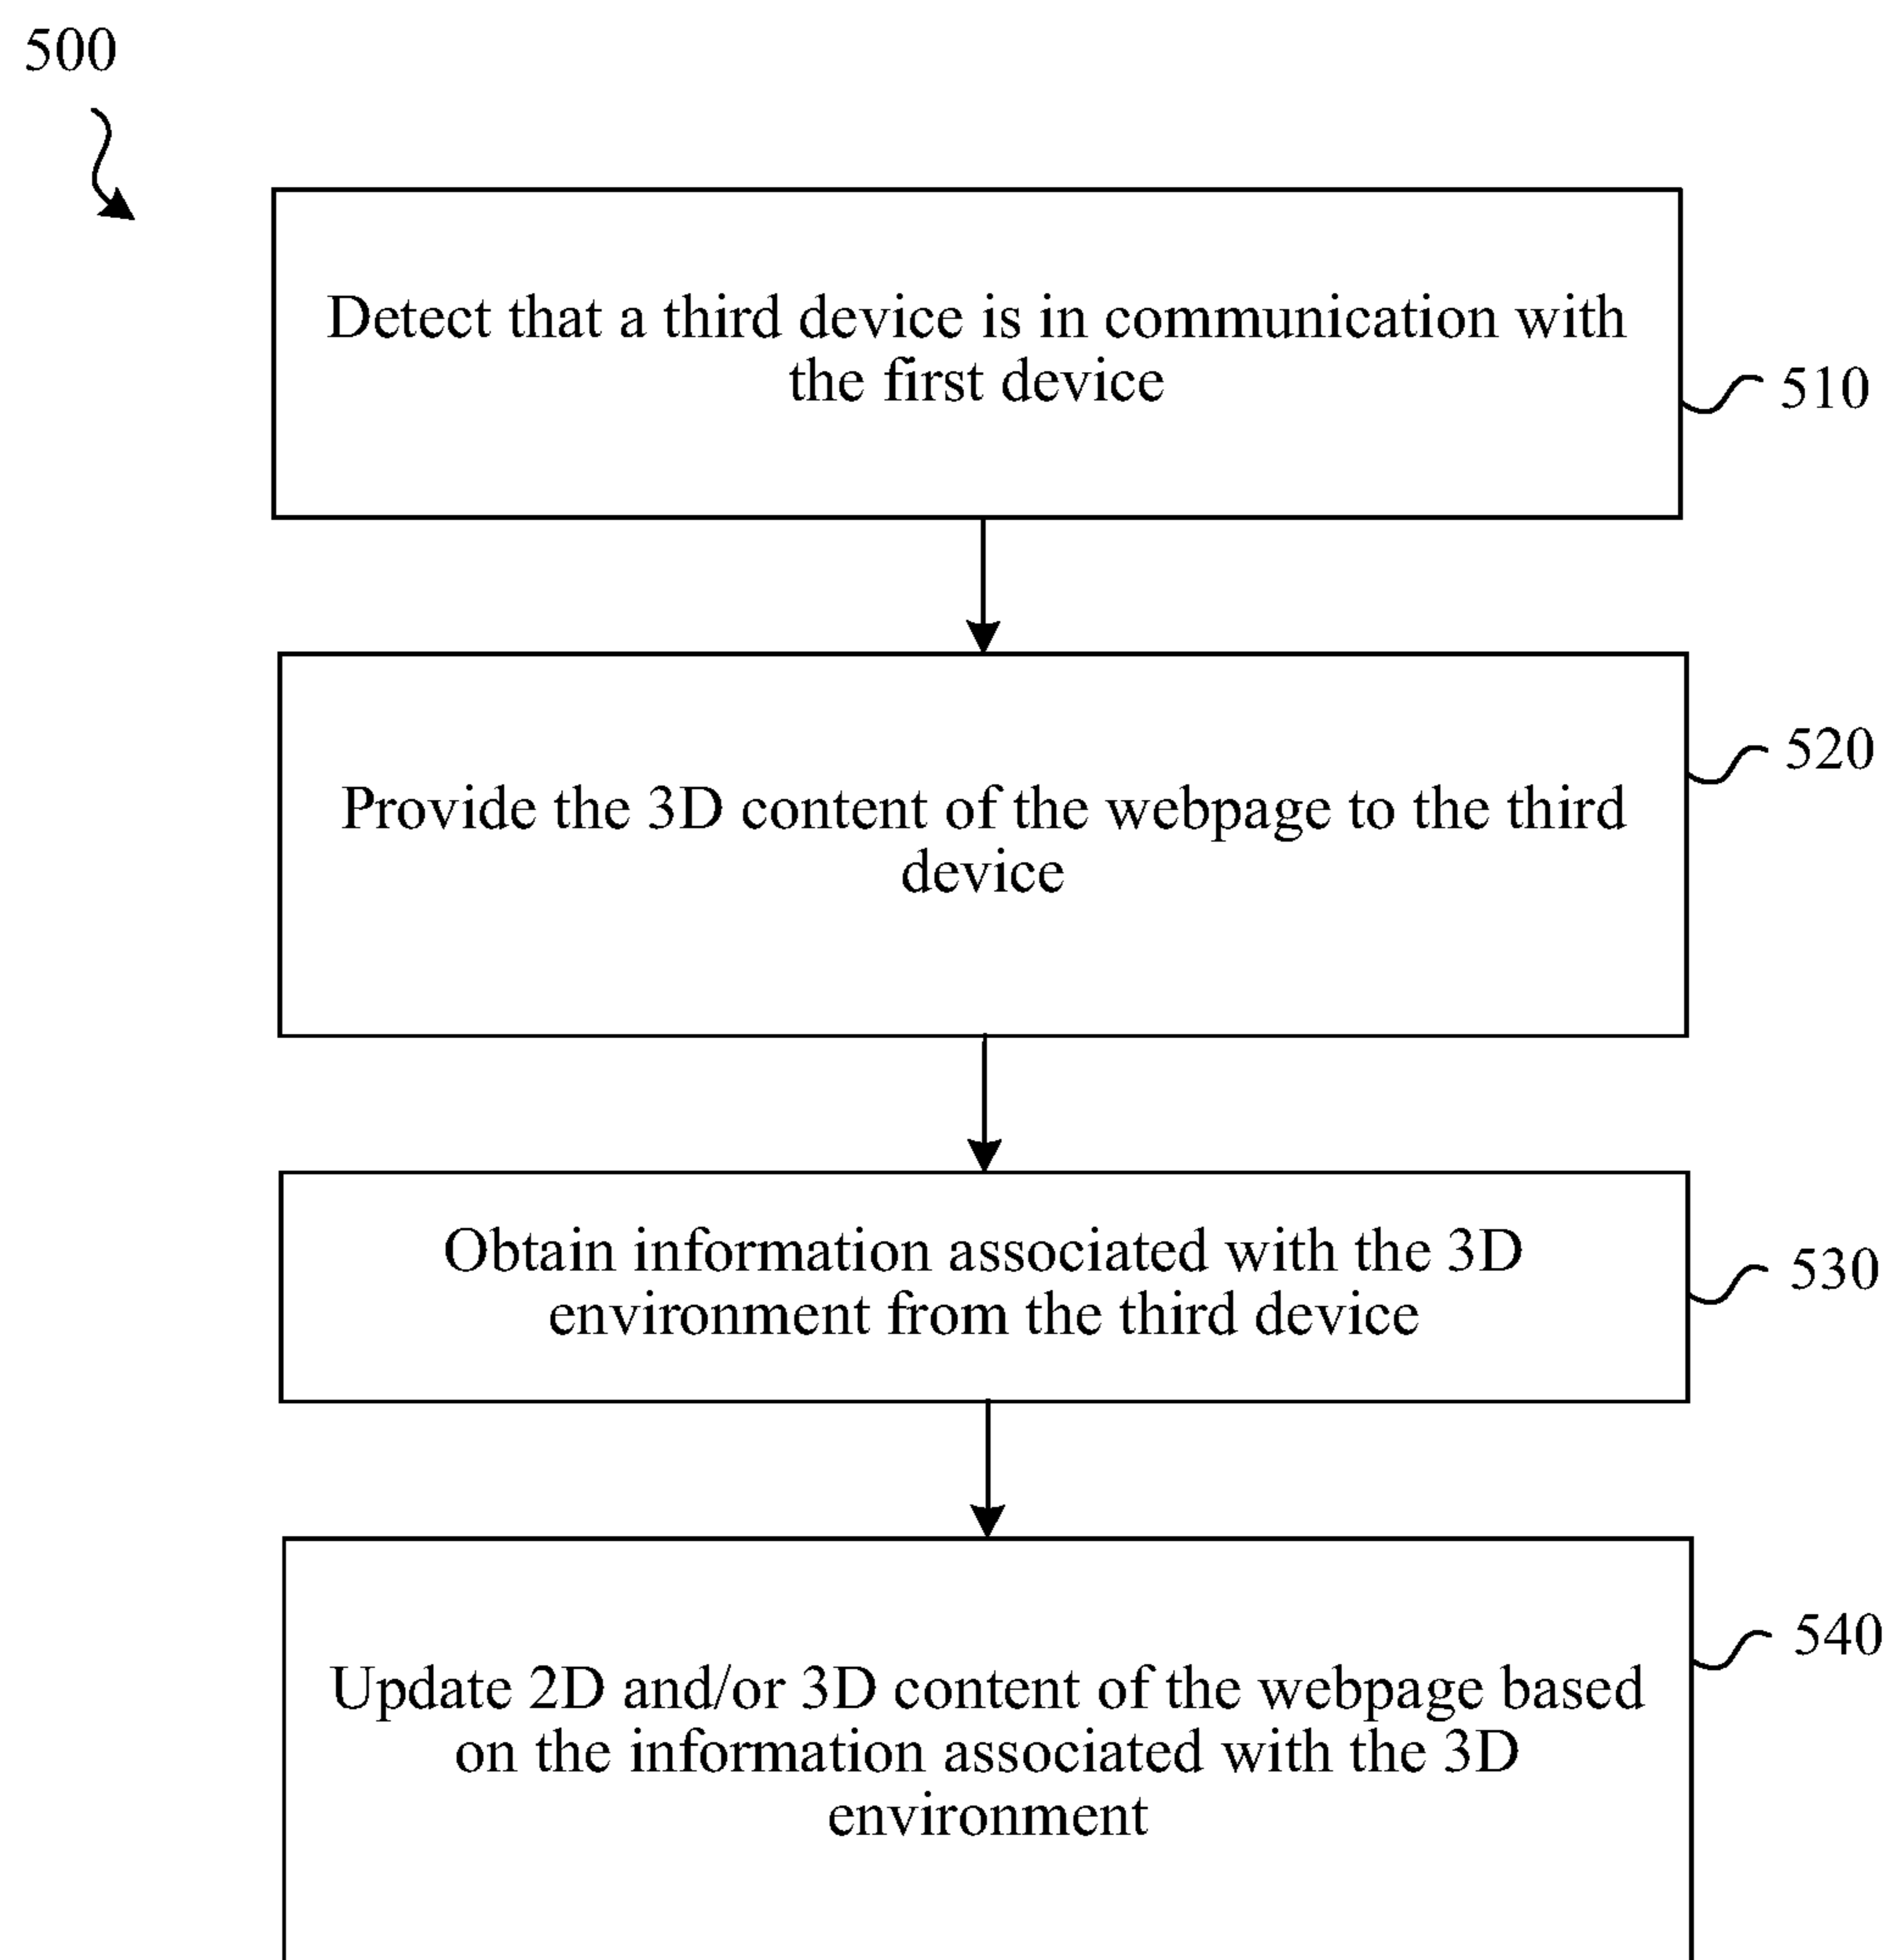 500
Detect that a third device is in communication with
the first device
510
Provide the 3D content of the webpage to the third
device
520
Obtain information associated with the 3D
environment from the third device
530
Update 2D and/or 3D content of the webpage based
on the information associated with the 3D
environment
540